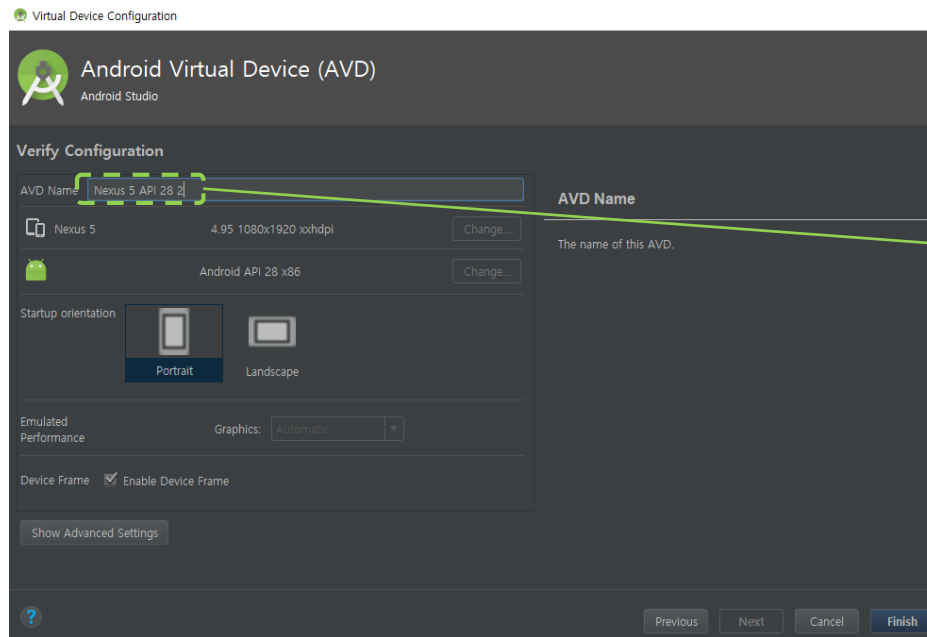 Virtual Device Configuration
Android Virtual Device (AVD)
Android Studio
Verify Configuration
AVD Name Nexus 5 API 28 2
Nexus 5 4.95 1080x1920 xxhdpi Change...
Android API 28 x86 Change...
Startup orientation
Portrait Landscape
Emulated
Performance
Graphics: Automatic
Device Frame Enable Device Frame
Show Advanced Settings
AVD Name
The name of this AVD.
? Previous Next Cancel Finish